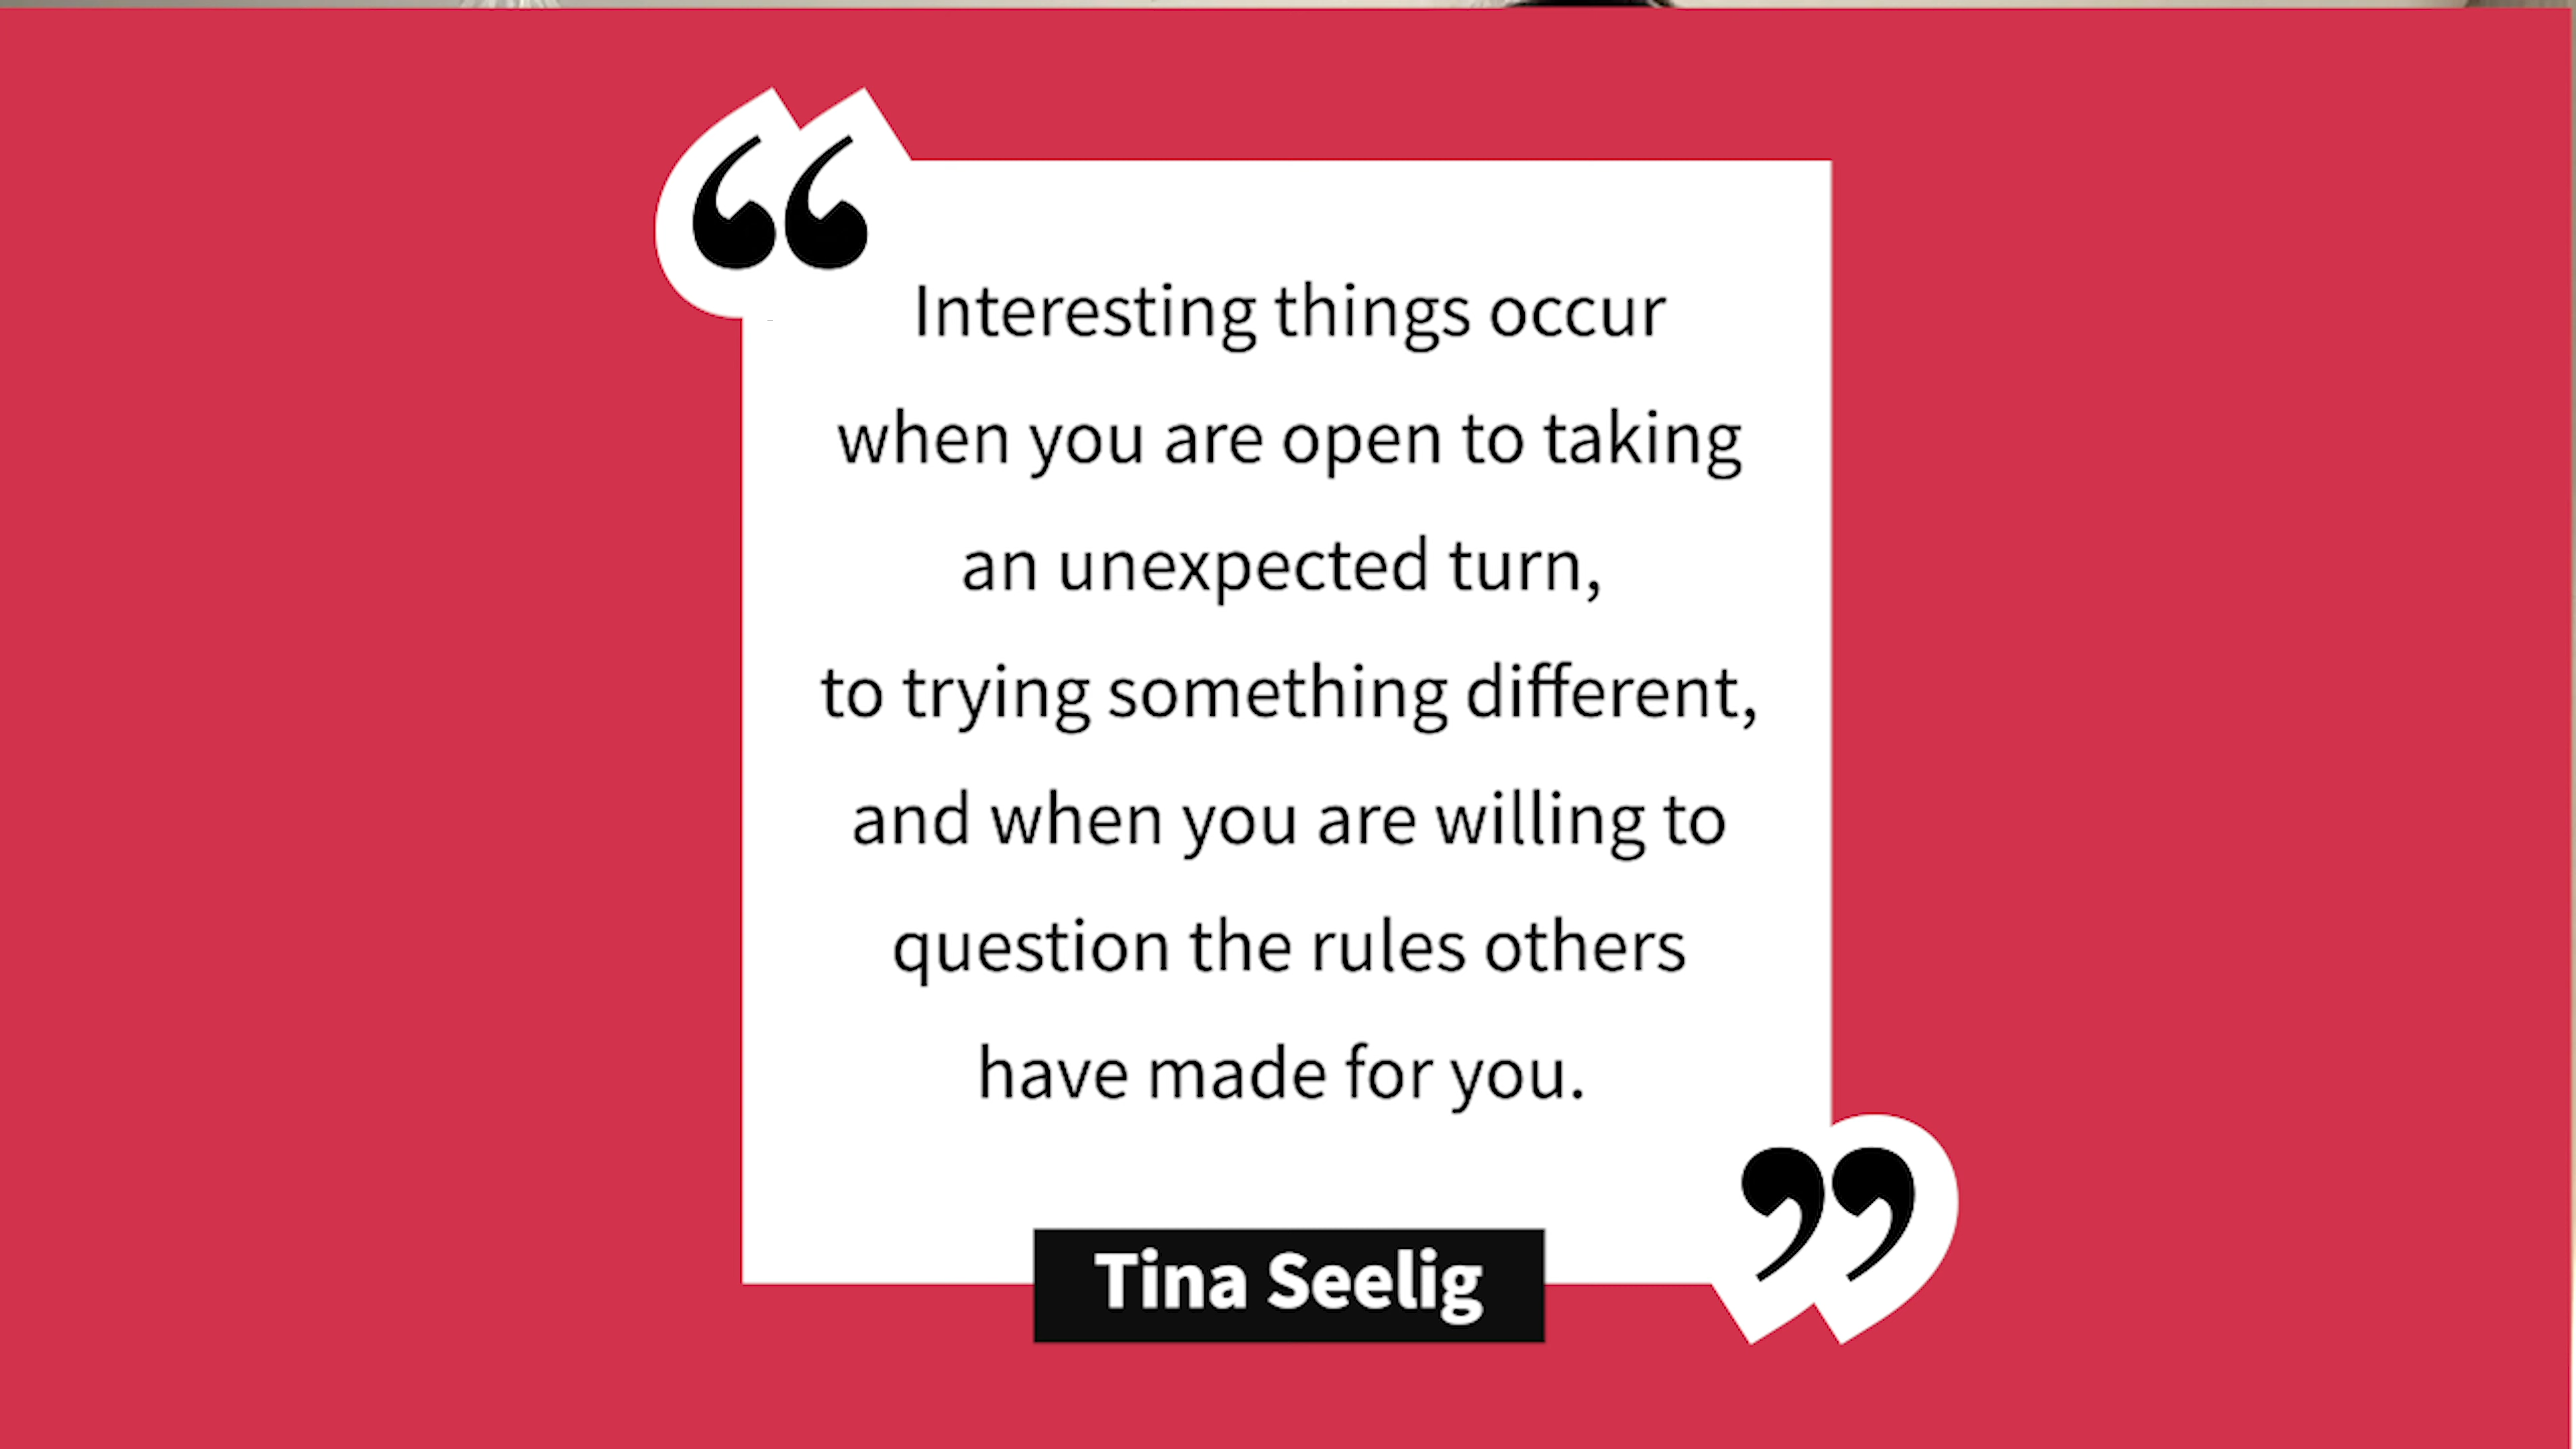 “
Interesting things occur
when you are open to taking
an unexpected turn,
to trying something different,
and when you are willing to
question the rules others
have made for you.
”
Tina Seelig